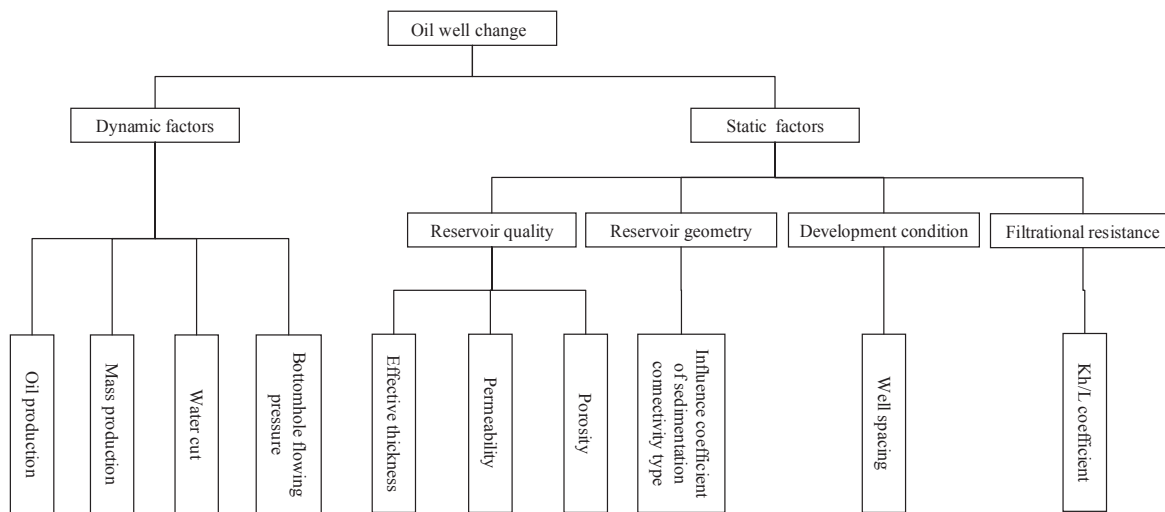 Oil well change
Dynamic factors
Static factors
Reservoir quality
Reservoir geometry
Development condition
Filtrational resistance
Oil production
Mass production
Water cut
Bottomhole flowing
pressure
Effective thickness
Permeability
Porosity
Influence coefficient
of sedimentation
connectivity type
Well spacing
Kh/L coefficient